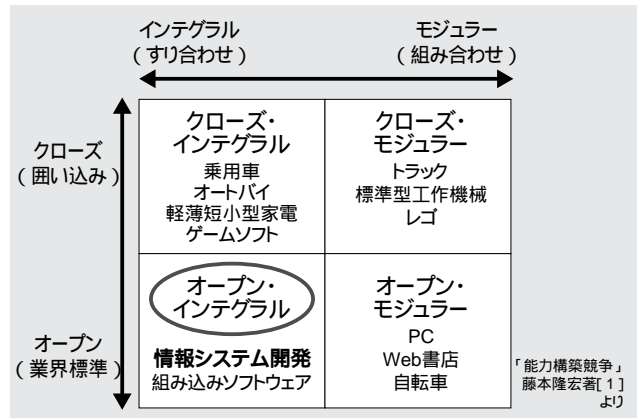 インテグラル
(すり合わせ)
モジュラー
(組み合わせ)
クローズ
(囲い込み)
クローズ・
インテグラル
乗用車
オートバイ
軽薄短小型家電
ゲームソフト
クローズ・
モジュラー
トラック
標準型工作機械
レゴ
オープン
(業界標準)
オープン・
インテグラル
情報システム開発
組み込みソフトウェア
オープン・
モジュラー
PC
Web書店
自転車
「能力構築競争」
藤本隆宏著[1]
より